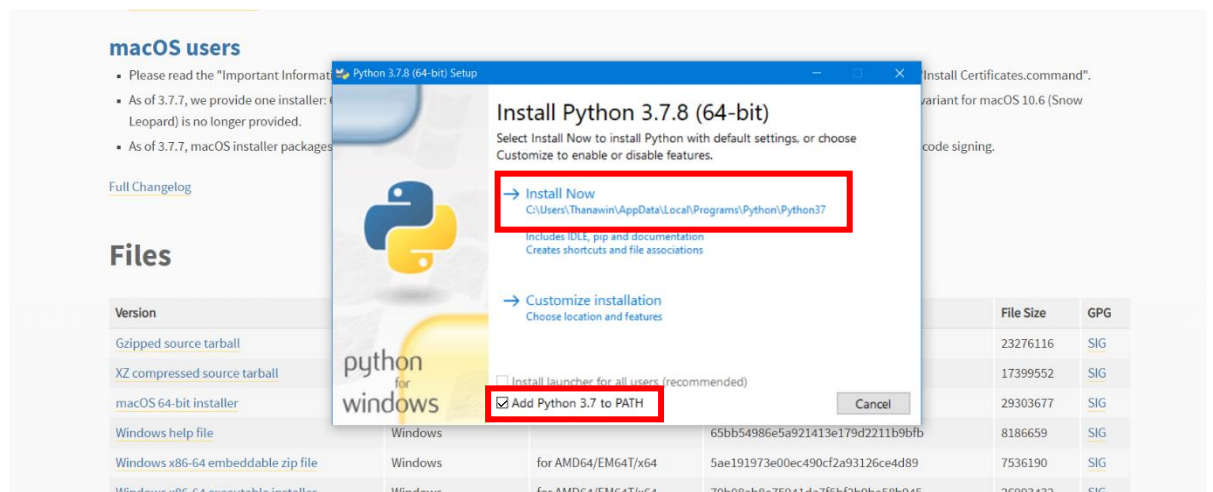 macOS users
Please read the "Important Informati
Install Certificates.command".
As of 3.7.7, we provide one installer:
variant for macOS 10.6 (Snow
Leopard) is no longer provided.
As of 3.7.7, macOS installer packages
code signing.
Full Changelog
Files
Version
File Size
GPG
Gzipped source tarball
23276116
SIG
XZ compressed source tarball
17399552
SIG
macOS 64-bit installer
29303677
SIG
Windows help file
Windows
65bb54986e5a921413e179d2211b9bfb
8186659
SIG
Windows x86-64 embeddable zip file
Windows
for AMD64/EM64T/x64
5ae191973e00ec490cf2a93126ce4d89
7536190
SIG
Python 3.7.8 (64-bit) Setup
Install Python 3.7.8 (64-bit)
Select Install Now to install Python with default settings, or choose
Customize to enable or disable features.
Install Now
C:\Users\Thanawin\AppData\Local\Programs\Python\Python37
Includes IDLE, pip and documentation
Creates shortcuts and file associations
Customize installation
Choose location and features
Install launcher for all users (recommended)
Add Python 3.7 to PATH
Cancel
python
for
windows